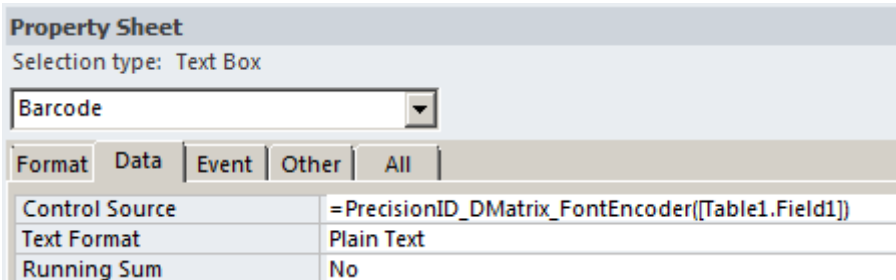 Property Sheet
Selection type: Text Box
Barcode
Format Data Event Other All
Control Source =PrecisionID_DMatrix_FontEncoder([Table1.Field1])
Text Format Plain Text
Running Sum No